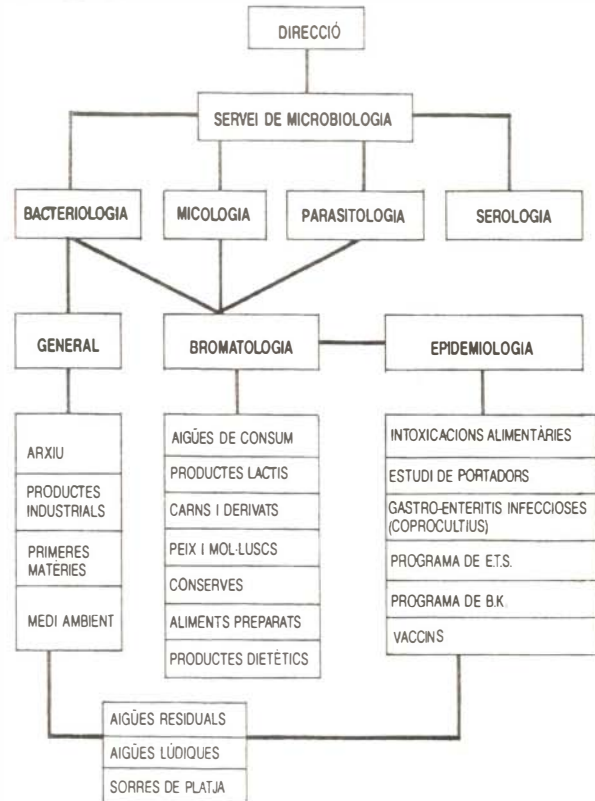 DIRECCIÓ
SERVEI DE MICROBIOLOGIA
BACTERIOLOGIA
MICOLOGIA
PARASITOLOGIA
SEROLOGIA
GENERAL
BROMATOLOGIA
EPIDEMIOLOGIA
ARXIU
PRODUCTES
INDUSTRIALS
PRIMERES
MATÈRIES
MEDI AMBIENT
AIGÜES DE CONSUM
PRODUCTES LACTIS
CARNS I DERIVATS
PEIX I MOL·LUSCS
CONSERVES
ALIMENTS PREPARATS
PRODUCTES DIETÈTICS
INTOXICACIONS ALIMENTÀRIES
ESTUDI DE PORTADORS
GASTRO-ENTERITIS INFECCIOSES
(COPROCULTIUS)
PROGRAMA DE E.T.S.
PROGRAMA DE B.K.
VACCINS
AIGÜES RESIDUALS
AIGÜES LÚDIQUES
SORRES DE PLATJA